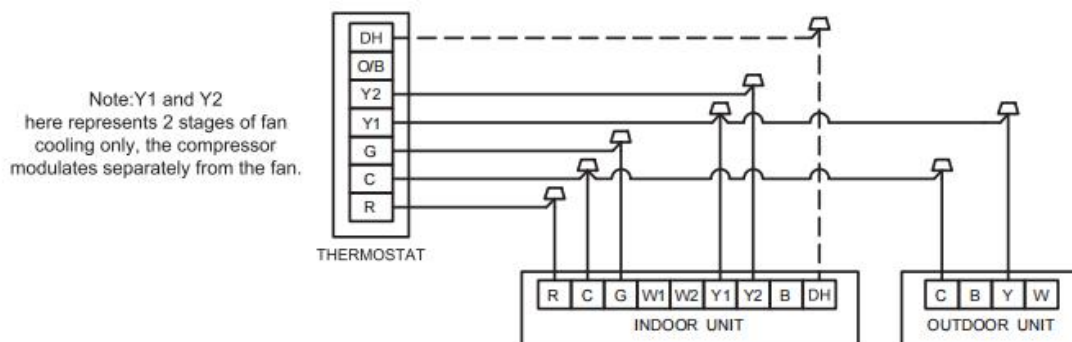 DH
O/B
Y2
Y1
G
C
R
THERMOSTAT
Note:Y1 and Y2
here represents 2 stages of fan
cooling only, the compressor
modulates separately from the fan.
R C G W1 W2 Y1 Y2 B DH
INDOOR UNIT
C B Y W
OUTDOOR UNIT